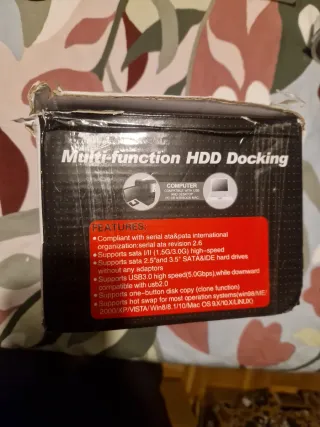 Multi-function HDD Docking
COMPUTER
FEATURES:
Compliant with serial ata&pata international
organization:serial ata revision 2.6
Supports sata I/II (1.5G/3.0G) high-speed
Supports sata 2.5"and 3.5" SATA&IDE hard drives
without any adaptors
Supports USB3.0 high speed(5.0Gbps),while downward
compatible with usb2.0
Supports one-button disk copy (clone function)
Supports hot swap for most operation systems(win98/ME/
2000/XP/VISTA/Win8/8.1/10/Mac OS 9.X/10.X/LINUX)